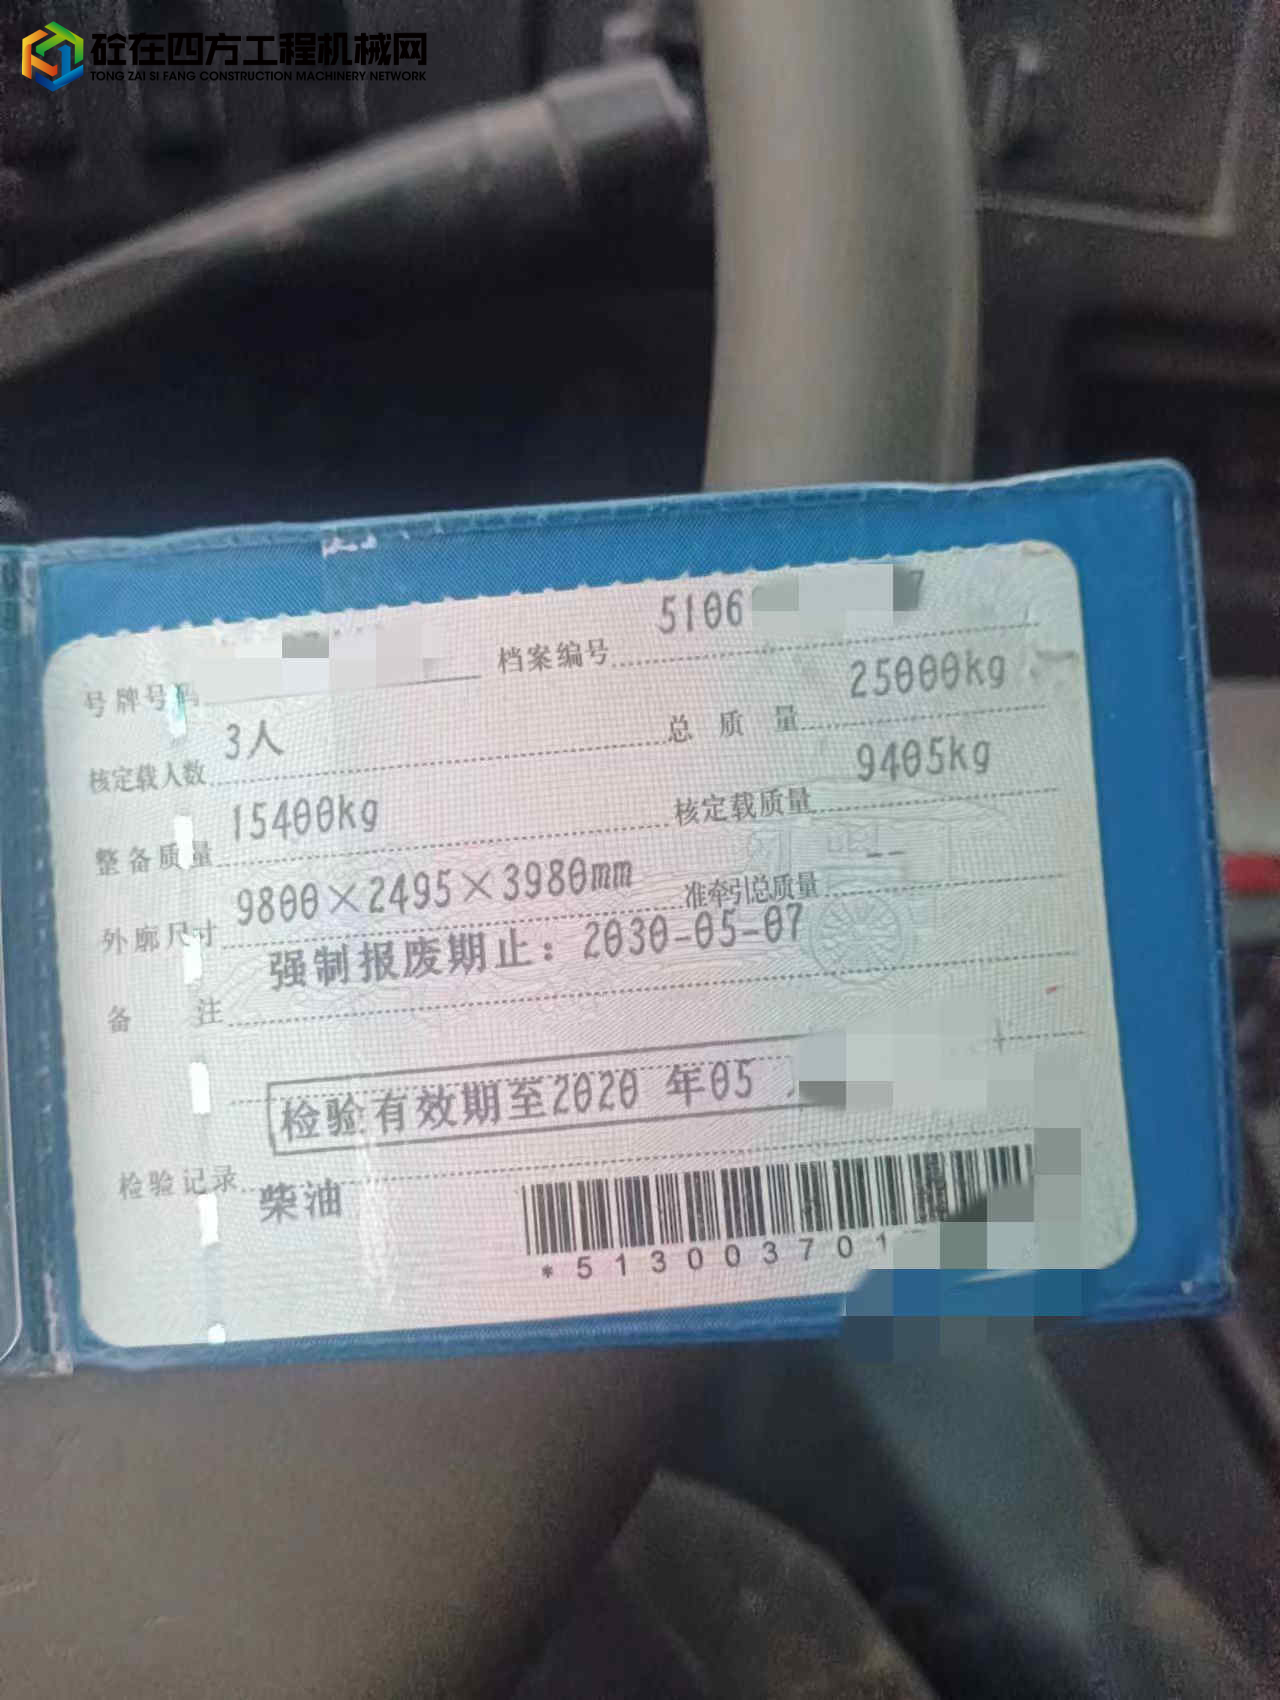 砼在四方工程机械网
TONG ZAI SI FANG CONSTRUCTION MACHINERY NETWORK
号牌号码 档案编号 5106 7
核定载人数 3人 总质量 25000kg
整备质量 15400kg 核定载质量 9405kg
外廓尺寸 9800×2495×3980mm 准牵引总质量 --
备注 强制报废期止：2030-05-07
检验有效期至2020 年05
检验记录 柴油
*513003701